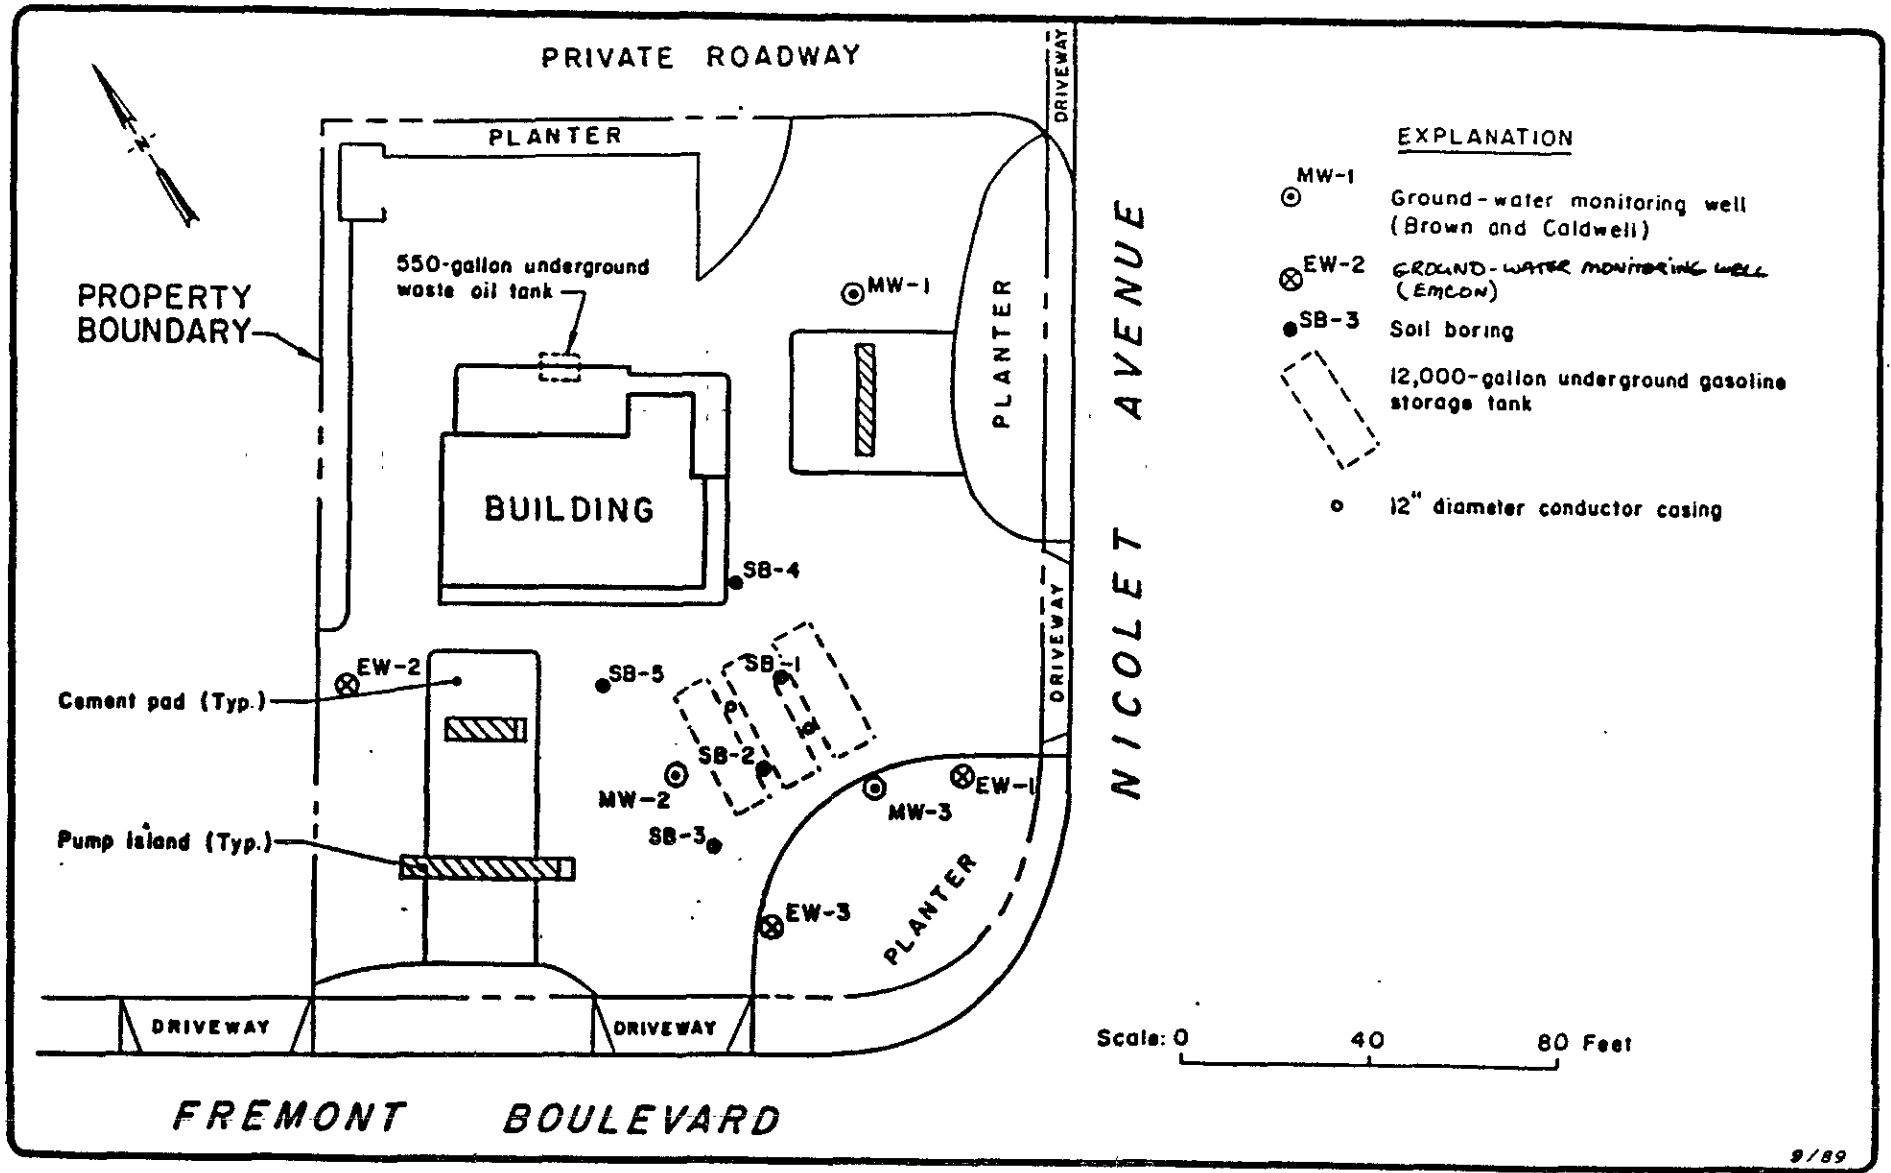 PRIVATE ROADWAY
DRIVEWAY
N
PLANTER
550-gallon underground
waste oil tank
PROPERTY
BOUNDARY
MW-1
PLANTER
NICOLET AVENUE
BUILDING
SB-4
DRIVEWAY
EW-2
SB-5
SB-1
Cement pad (Typ.)
SB-2
MW-2
EW-1
MW-3
SB-3
Pump island (Typ.)
PLANTER
EW-3
DRIVEWAY
DRIVEWAY
FREMONT BOULEVARD
EXPLANATION
MW-1
Ground-water monitoring well
(Brown and Caldwell)
EW-2
GROUND-WATER MONITORING WELL
(EMCON)
SB-3
Soil boring
12,000-gallon underground gasoline
storage tank
12" diameter conductor casing
Scale: 0 40 80 Feet
9/89